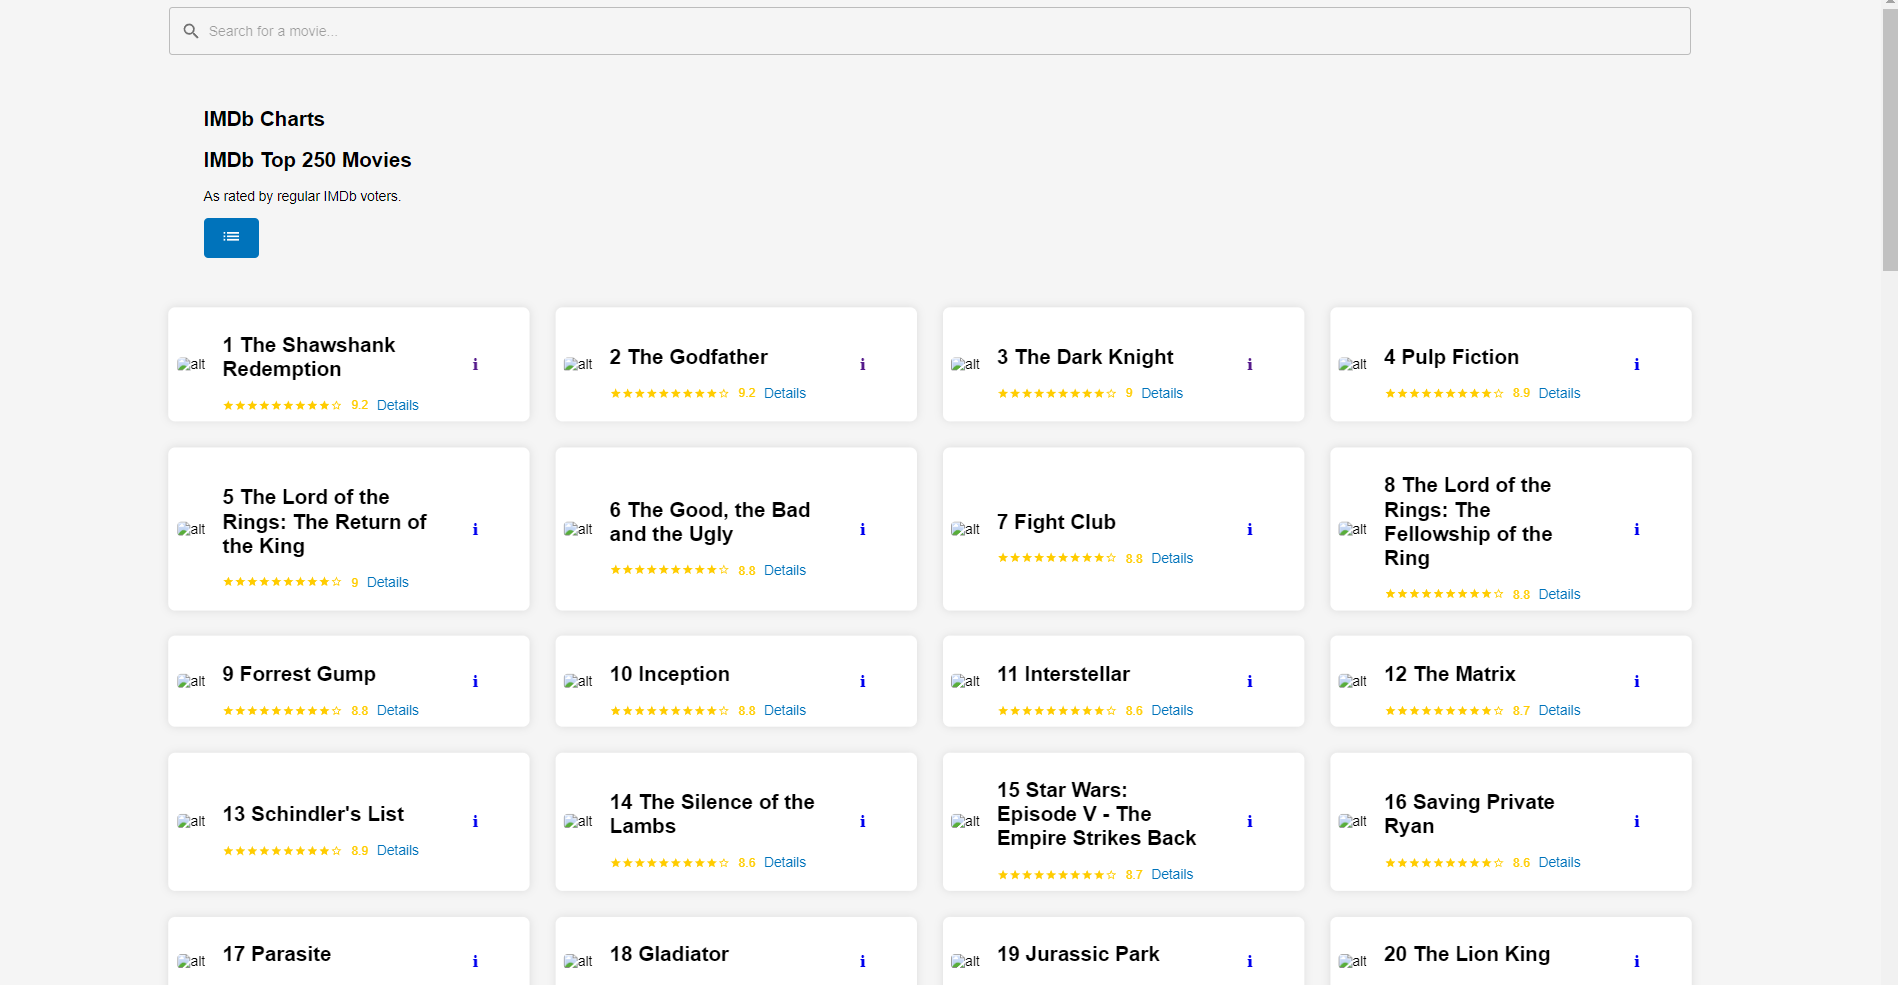 Search for a movie...
IMDb Charts
IMDb Top 250 Movies
As rated by regular IMDb voters.
alt
1 The Shawshank
Redemption
★★★★★★★★★☆ 9.2 Details
i
alt
2 The Godfather
★★★★★★★★★☆ 9.2 Details
i
alt
3 The Dark Knight
★★★★★★★★★☆ 9 Details
i
alt
4 Pulp Fiction
★★★★★★★★★☆ 8.9 Details
i
alt
5 The Lord of the
Rings: The Return of
the King
★★★★★★★★★☆ 9 Details
i
alt
6 The Good, the Bad
and the Ugly
★★★★★★★★★☆ 8.8 Details
i
alt
7 Fight Club
★★★★★★★★★☆ 8.8 Details
i
alt
8 The Lord of the
Rings: The
Fellowship of the
Ring
★★★★★★★★★☆ 8.8 Details
i
alt
9 Forrest Gump
★★★★★★★★★☆ 8.8 Details
i
alt
10 Inception
★★★★★★★★★☆ 8.8 Details
i
alt
11 Interstellar
★★★★★★★★★☆ 8.6 Details
i
alt
12 The Matrix
★★★★★★★★★☆ 8.7 Details
i
alt
13 Schindler's List
★★★★★★★★★☆ 8.9 Details
i
alt
14 The Silence of the
Lambs
★★★★★★★★★☆ 8.6 Details
i
alt
15 Star Wars:
Episode V - The
Empire Strikes Back
★★★★★★★★★☆ 8.7 Details
i
alt
16 Saving Private
Ryan
★★★★★★★★★☆ 8.6 Details
i
alt
17 Parasite
i
alt
18 Gladiator
i
alt
19 Jurassic Park
i
alt
20 The Lion King
i